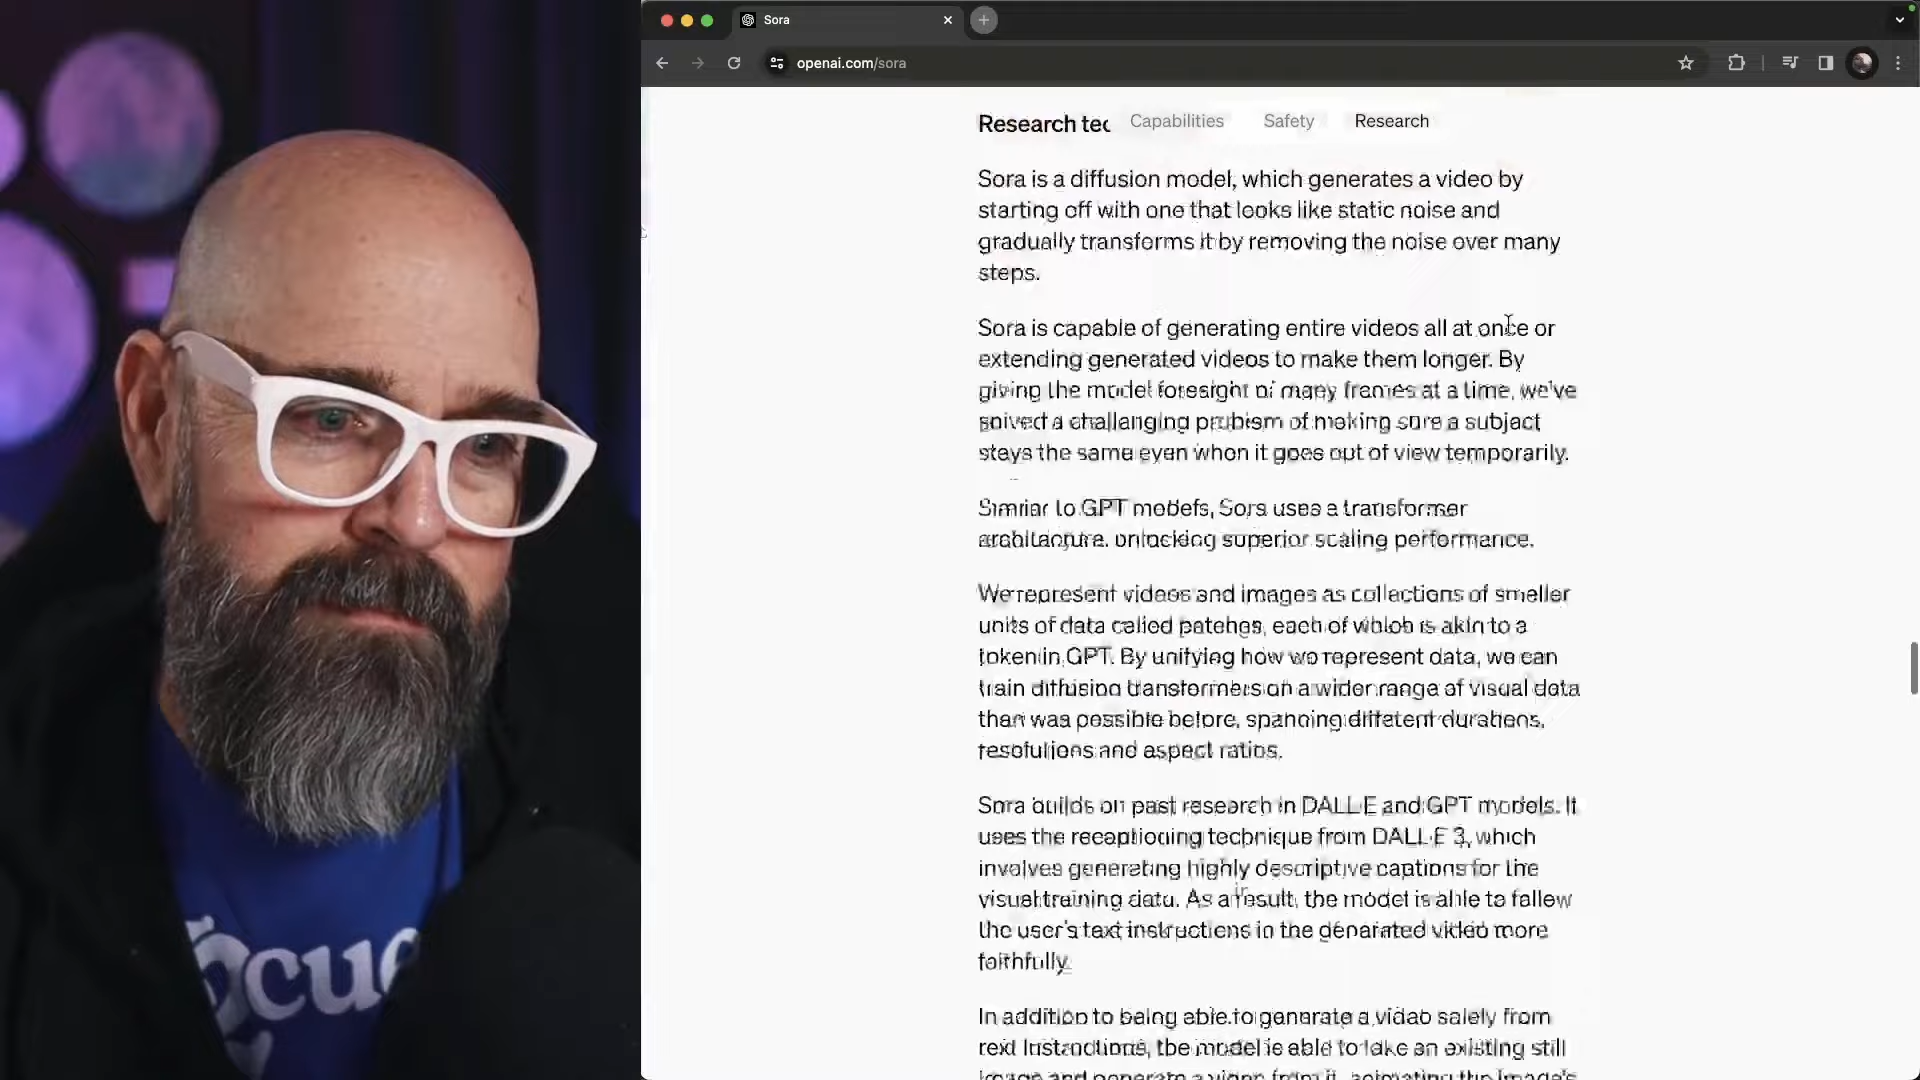 Sora
openai.com/sora
Research tec Capabilities Safety Research
Sora is a diffusion model, which generates a video by
starting off with one that looks like static noise and
gradually transforms it by removing the noise over many
steps.
Sora is capable of generating entire videos all at once or
extending generated videos to make them longer. By
giving the model foresight of many frames at a time, we've
solved a challenging problem of making sure a subject
stays the same even when it goes out of view temporarily.
Similar to GPT models, Sora uses a transformer
architecture, unlocking superior scaling performance.
We represent videos and images as collections of smaller
units of data called patches, each of which is akin to a
token in GPT. By unifying how we represent data, we can
train diffusion transformers on a wider range of visual data
than was possible before, spanning different durations,
resolutions and aspect ratios.
Sora builds on past research in DALL·E and GPT models. It
uses the recaptioning technique from DALL·E 3, which
involves generating highly descriptive captions for the
visual training data. As a result, the model is able to follow
the user's text instructions in the generated video more
faithfully.
In addition to being able to generate a video solely from
text instructions, the model is able to take an existing still
image and generate a video from it, animating the image's